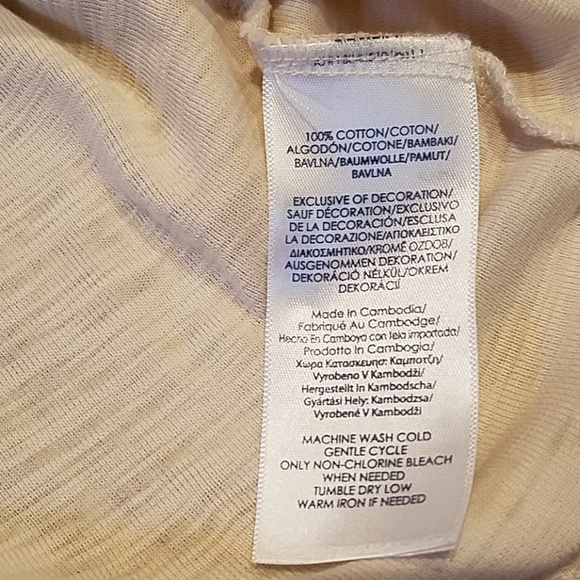 100% COTTON/COTON/
ALGODÓN/COTONE/BAMBAKI/
BAVLNA/BAUMWOLLE/PAMUT/
BAVLNA
EXCLUSIVE OF DECORATION/
SAUF DÉCORATION/EXCLUSIVO
DE LA DECORACIÓN/ESCLUSA
LA DECORAZIONE/ΑΠΟΚΛΕΙΣΤΙΚΟ
ΔΙΑΚΟΣΜΗΤΙΚΟ/KROMĚ OZDOB/
AUSGENOMMEN DEKORATION/
DEKORÁCIÓ NÉLKÜL/OKREM
DEKORÁCIÍ
Made In Cambodia/
Fabriqué Au Cambodge/
Hecho En Camboya con tela importada/
Prodotto In Cambogia/
Χωρα Κατασκευησ: Καμποτζη/
Vyrobeno V Kambodži/
Hergestellt In Kambodscha/
Gyártási Hely: Kambodzsa/
Vyrobené V Kambodži
MACHINE WASH COLD
GENTLE CYCLE
ONLY NON-CHLORINE BLEACH
WHEN NEEDED
TUMBLE DRY LOW
WARM IRON IF NEEDED